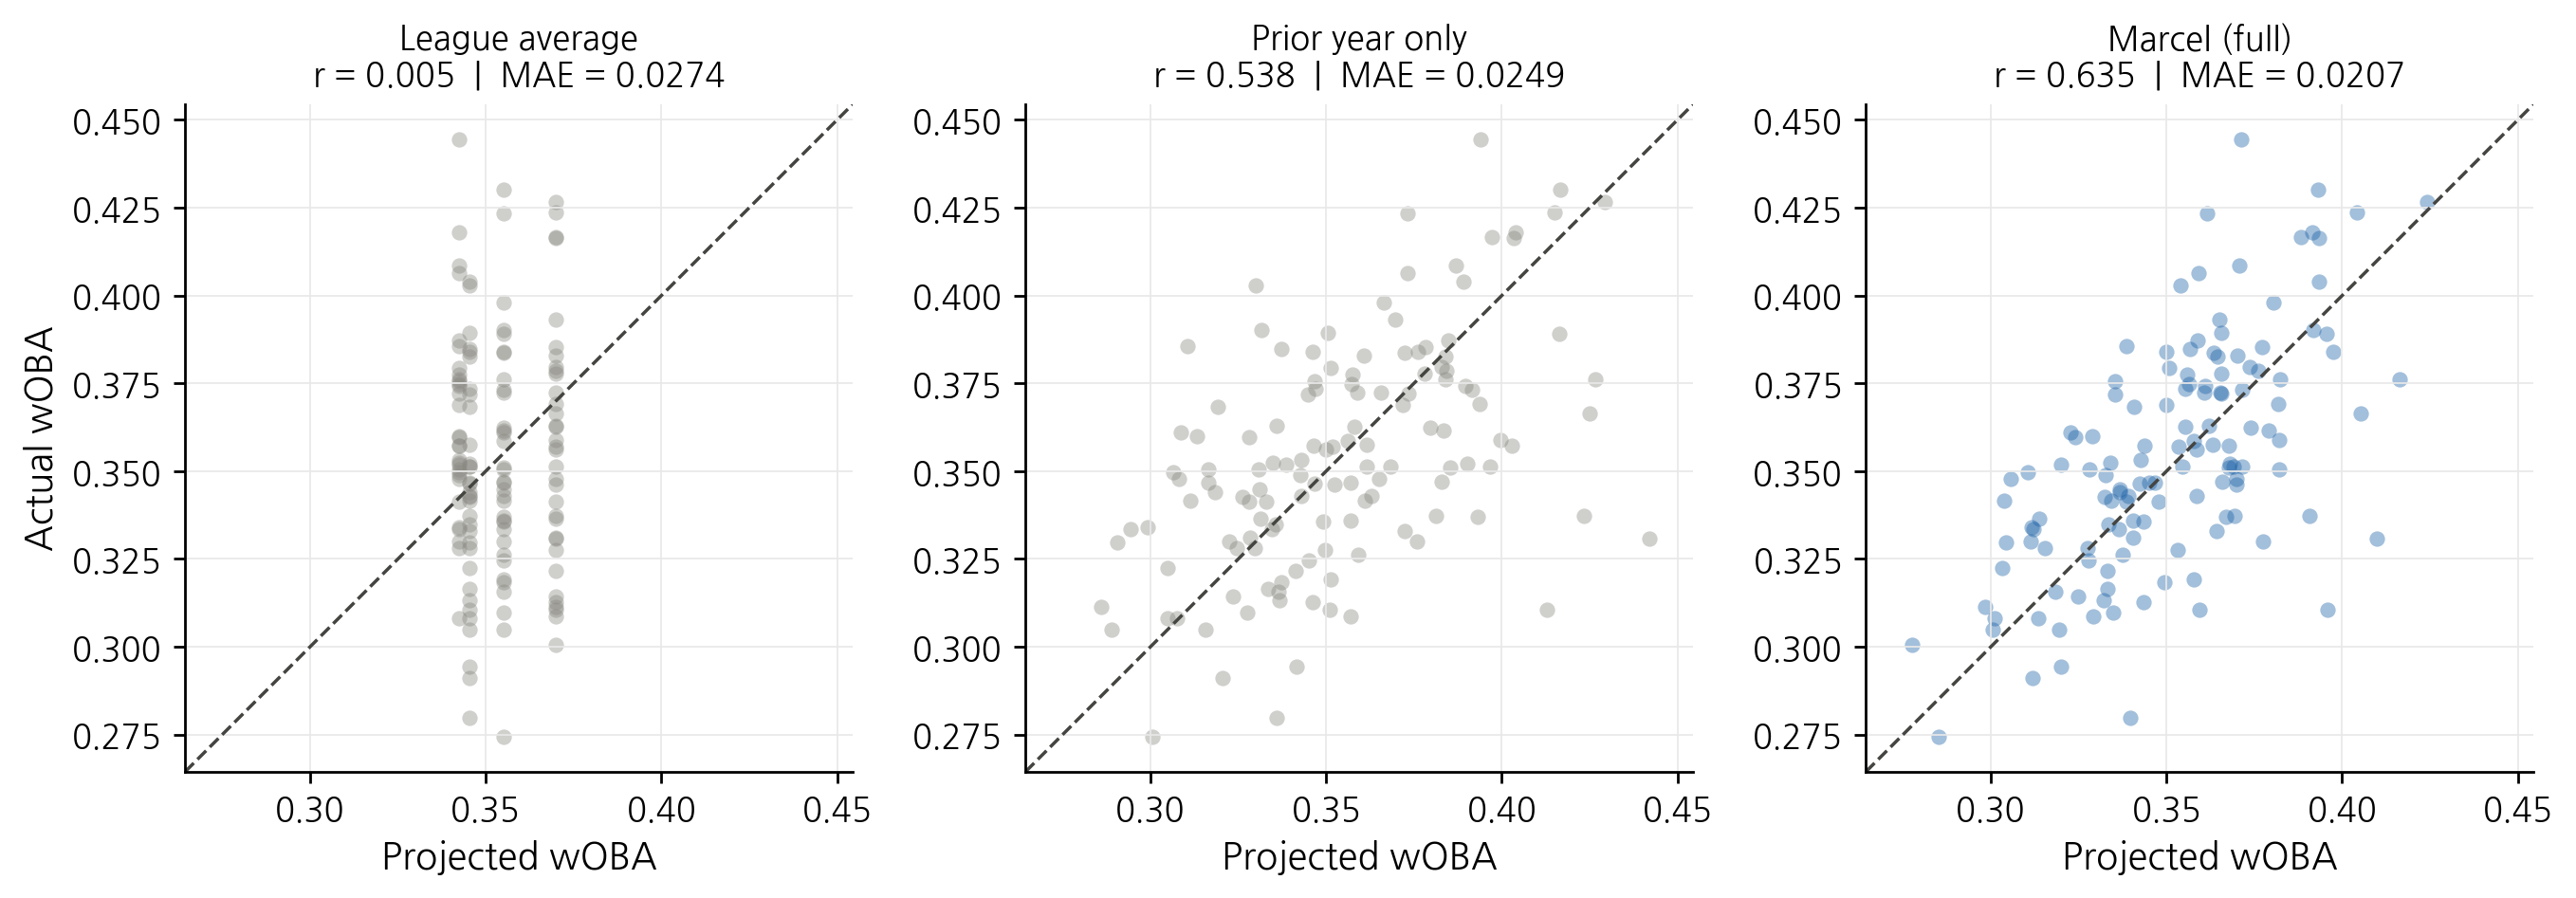 League average
r = 0.005 | MAE = 0.0274
Prior year only
r = 0.538 | MAE = 0.0249
Marcel (full)
r = 0.635 | MAE = 0.0207
Actual wOBA
0.450
0.425
0.400
0.375
0.350
0.325
0.300
0.275
0.30 0.35 0.40 0.45
Projected wOBA
0.450
0.425
0.400
0.375
0.350
0.325
0.300
0.275
0.30 0.35 0.40 0.45
Projected wOBA
0.450
0.425
0.400
0.375
0.350
0.325
0.300
0.275
0.30 0.35 0.40 0.45
Projected wOBA